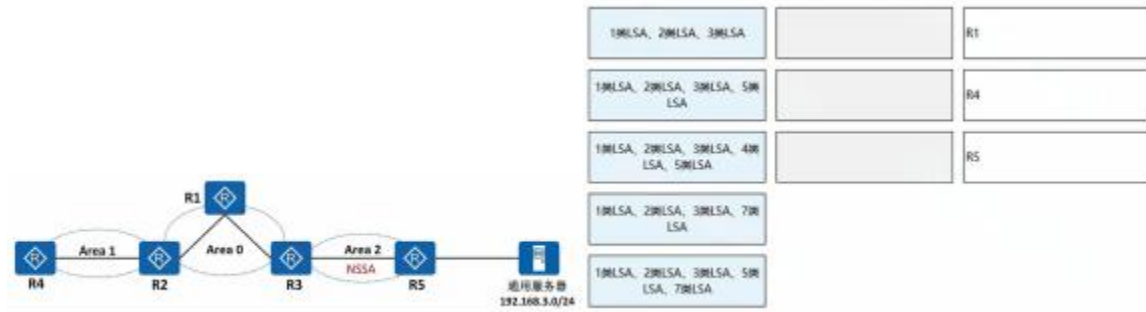 1类LSA、2类LSA、3类LSA
R1
1类LSA、2类LSA、3类LSA、5类
LSA
R4
1类LSA、2类LSA、3类LSA、4类
LSA、5类LSA
R5
1类LSA、2类LSA、3类LSA、7类
LSA
1类LSA、2类LSA、3类LSA、5类
LSA、7类LSA
R1
Area 1
Area 0
Area 2
NSSA
R4
R2
R3
R5
通用服务器
192.168.3.0/24